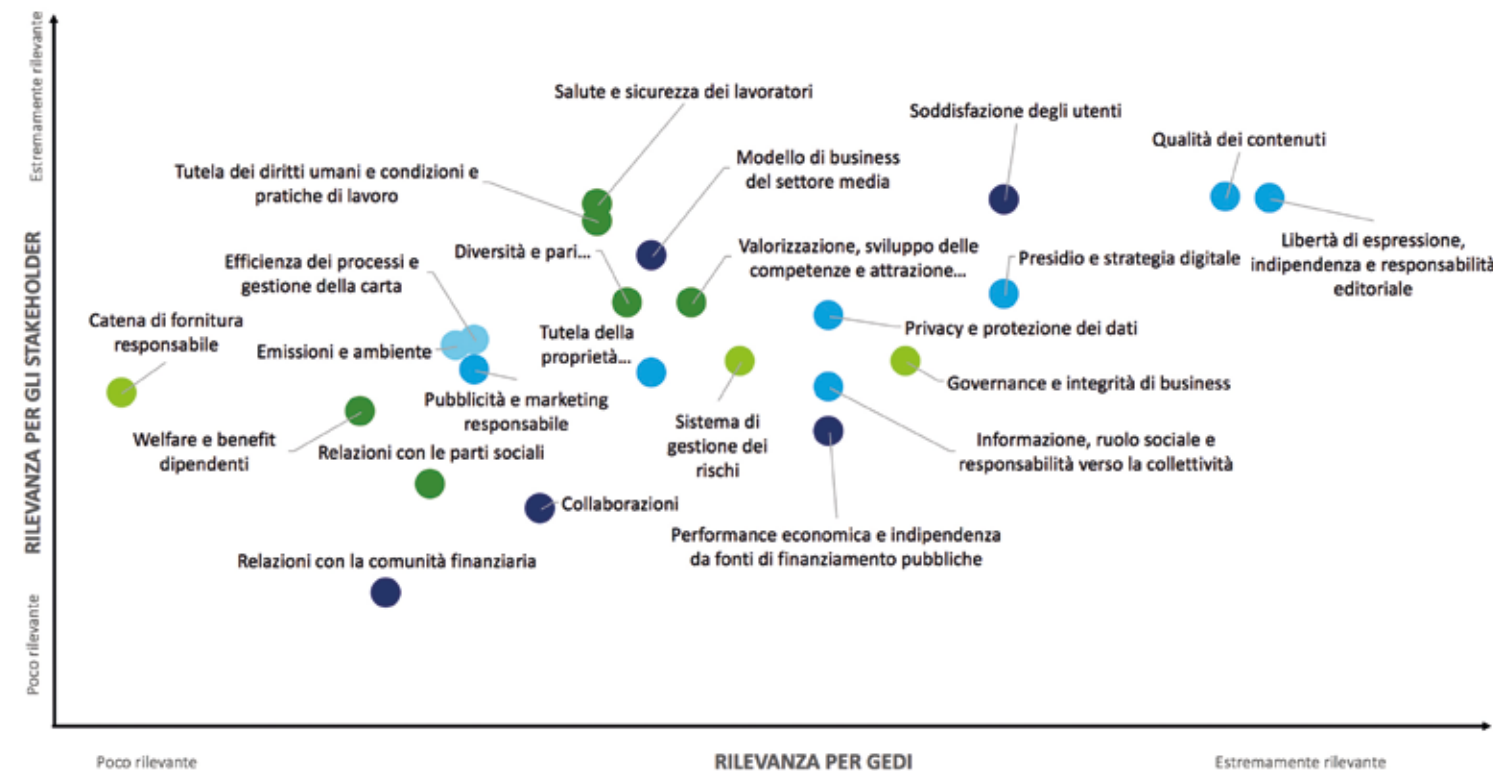 Estremamente rilevante
RILEVANZA PER GLI STAKEHOLDER
Poco rilevante
Salute e sicurezza dei lavoratori
Soddisfazione degli utenti
Qualità dei contenuti
Tutela dei diritti umani e condizioni e
pratiche di lavoro
Modello di business
del settore media
Diversità e pari...
Valorizzazione, sviluppo delle
competenze e attrazione...
Presidio e strategia digitale
Libertà di espressione,
indipendenza e responsabilità
editoriale
Efficienza dei processi e
gestione della carta
Catena di fornitura
responsabile
Emissioni e ambiente
Tutela della
proprietà...
Privacy e protezione dei dati
Pubblicità e marketing
responsabile
Governance e integrità di business
Welfare e benefit
dipendenti
Relazioni con le parti sociali
Sistema di
gestione dei
rischi
Informazione, ruolo sociale e
responsabilità verso la collettività
Collaborazioni
Performance economica e indipendenza
da fonti di finanziamento pubbliche
Relazioni con la comunità finanziaria
Poco rilevante
RILEVANZA PER GEDI
Estremamente rilevante